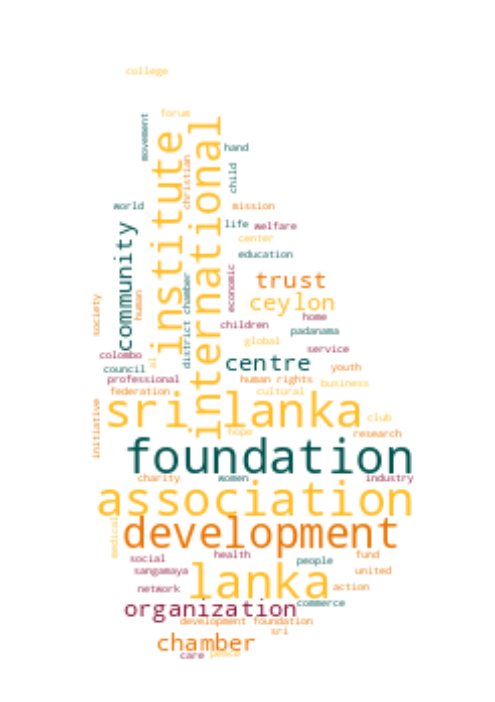 college
forum
movement
institute
international
hand
christian
child
world
mission
community
life
welfare
center
education
economic
district chamber
trust
human
society
ceylon
home
children
padanama
global
service
colombo
al
centre
council
youth
professional
human rights
business
federation
cultural
sri lanka
club
initiative
hope
research
foundation
charity
women
industry
association
medical
development
social
health
people
fund
sangamaya
united
lanka
network
action
organization
commerce
development foundation
sri
chamber
care
peace